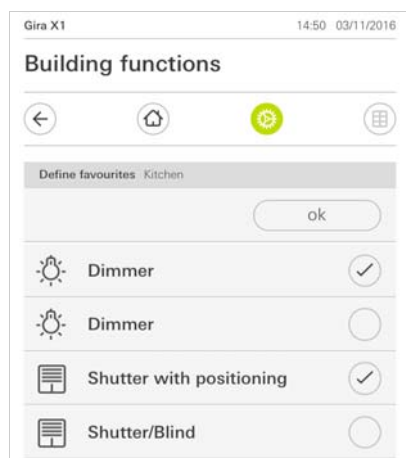 Gira X1 14:50 03/11/2016
Building functions
Define favourites Kitchen
ok
Dimmer
Dimmer
Shutter with positioning
Shutter/Blind